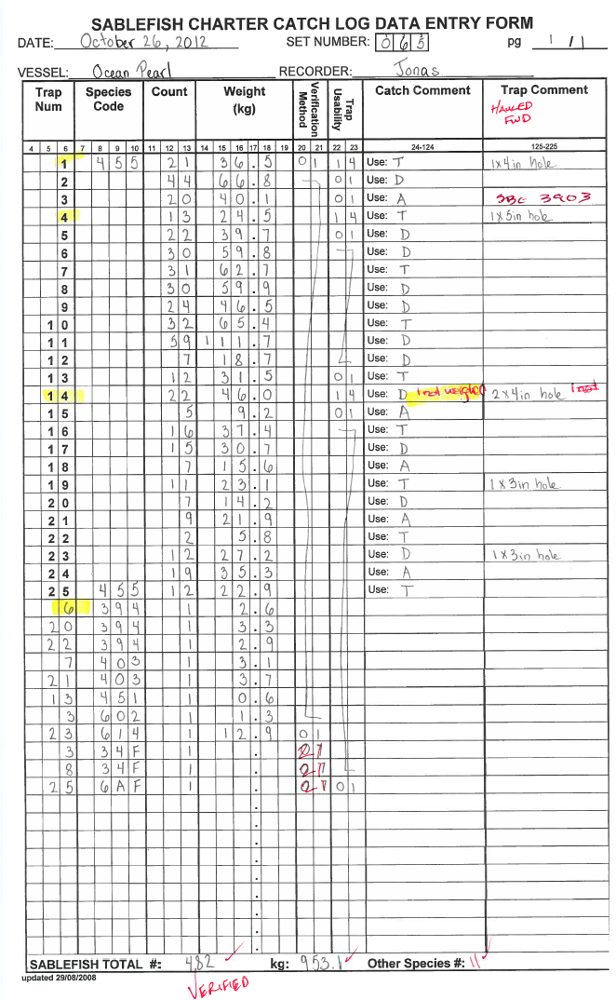 SABLEFISH CHARTER CATCH LOG DATA ENTRY FORM
DATE: October 26, 2012 SET NUMBER: 065 pg 1 / 1
VESSEL: Ocean Pearl RECORDER: Jonas
Trap Num Species Code Count Weight (kg) Verification Method Trap Usability Catch Comment Trap Comment
HAULED FWD
4 5 6 7 8 9 10 11 12 13 14 15 16 17 18 19 20 21 22 23 24-124 125-225
1 455 21 36.5 01 14 Use: T 1x4in hole
2 44 66.8 01 Use: D
3 20 40.1 01 Use: A SBE 3903
4 13 24.5 14 Use: T 1x5in hole
5 22 39.7 01 Use: D
6 30 59.8 Use: D
7 31 62.7 Use: T
8 30 59.9 Use: D
9 24 46.5 Use: D
10 32 65.4 Use: T
11 59 111.7 Use: D
12 7 18.7 Use: D
13 12 31.5 01 Use: T
14 22 46.0 14 Use: D 1 not weighed 2x4in hole 1 not
15 5 9.2 01 Use: A
16 16 37.4 Use: T
17 15 30.7 Use: D
18 7 15.6 Use: A
19 11 23.1 Use: T 1x3in hole
20 7 14.2 Use: D
21 9 21.9 Use: A
22 2 5.8 Use: T
23 12 27.2 Use: D 1x3in hole
24 19 35.3 Use: A
25 455 12 22.9 Use: T
6 394 1 2.6
20 394 1 3.3
22 394 1 2.9
7 403 1 3.1
21 403 1 3.7
13 451 1 0.6
3 602 1 1.3
23 614 1 12.9 01
3 34F 1 21
8 34F 1 21
25 6AF 1 21 01
SABLEFISH TOTAL #: 482 kg: 953.1 Other Species #: 11
updated 29/08/2008
VERIFIED